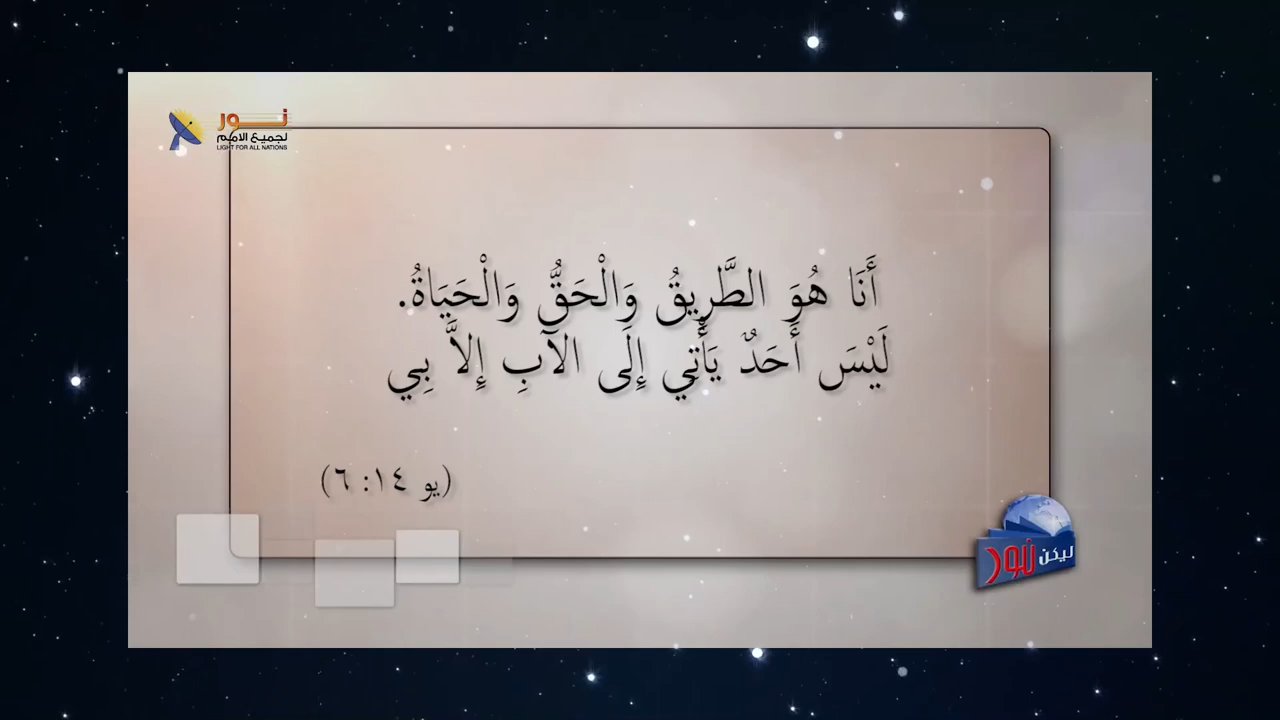 نور
لجميع الامم
LIGHT FOR ALL NATIONS
أَنَا هُوَ الطَّرِيقُ وَالْحَقُّ وَالْحَيَاةُ.
لَيْسَ أَحَدٌ يَأْتِي إِلَى الآبِ إِلاَّ بِي
(يو ١٤: ٦)
ليكن نور